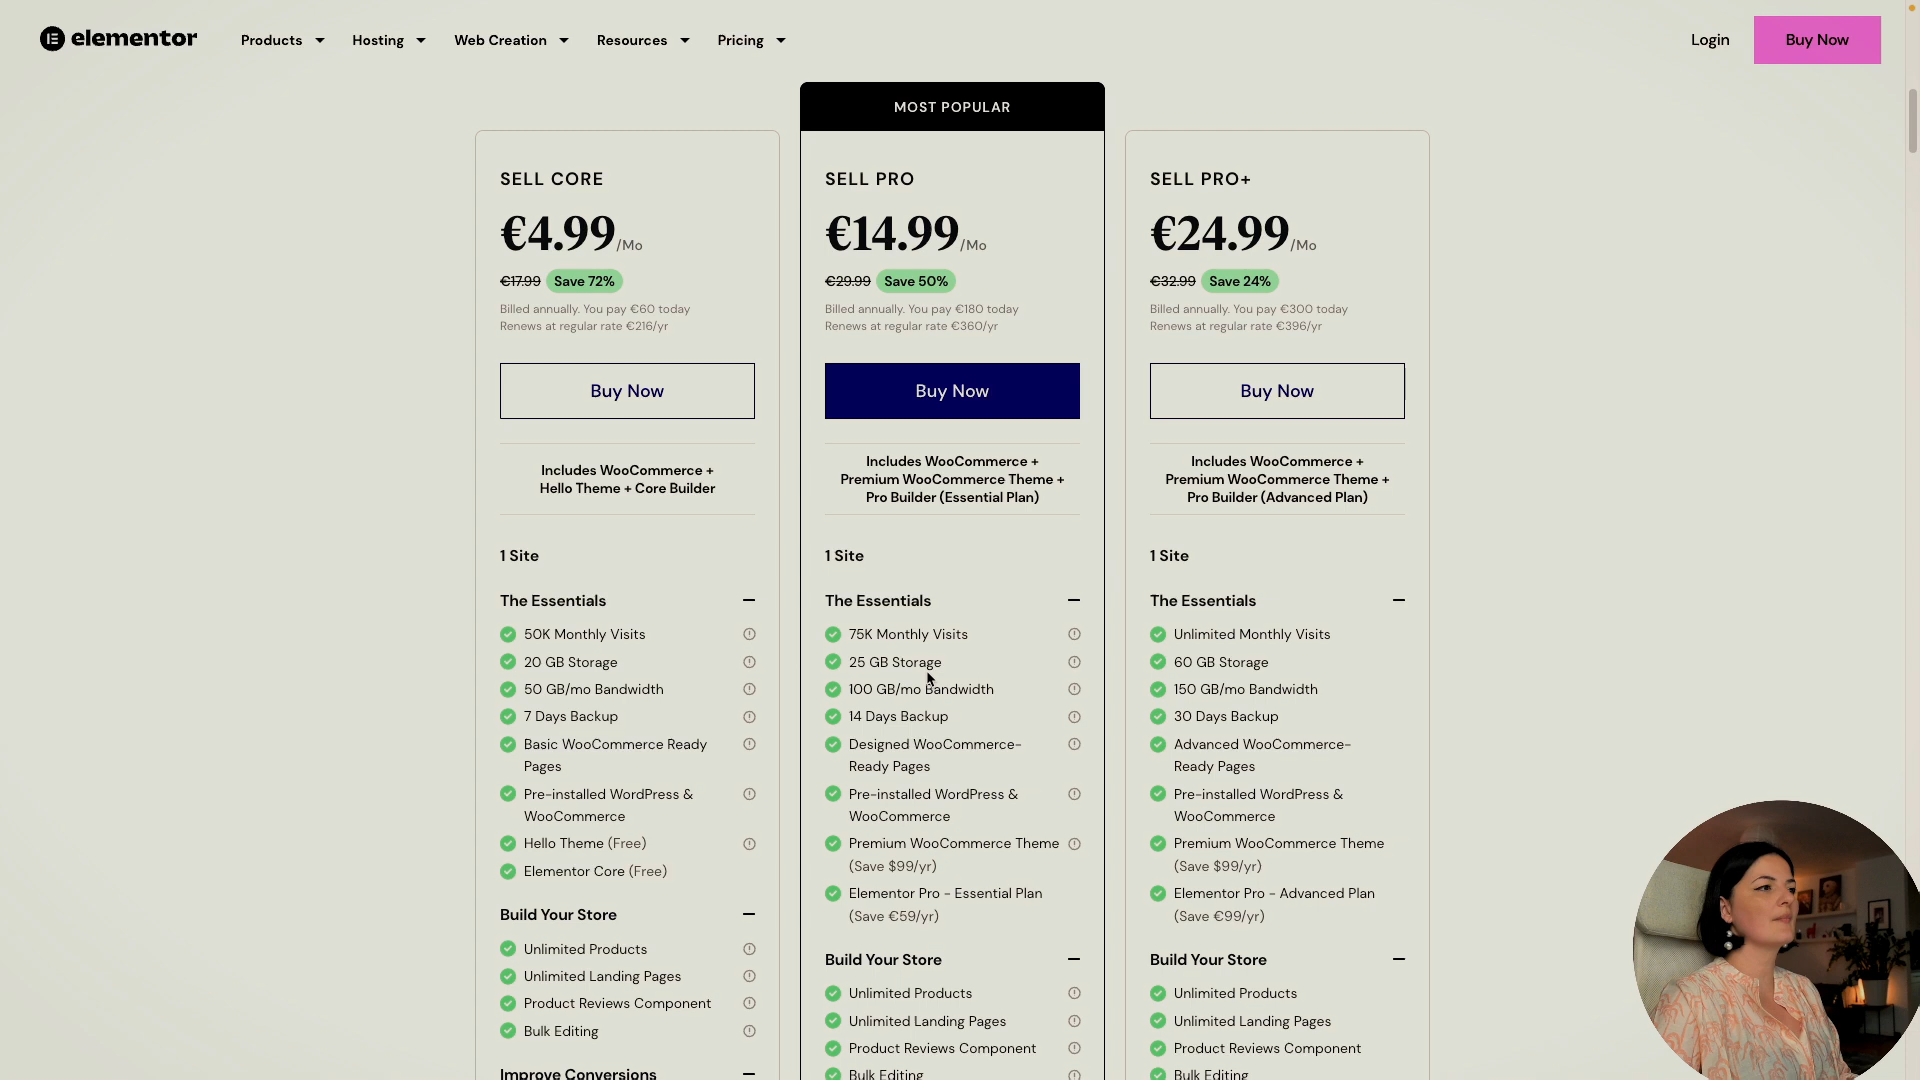 elementor
Products
Hosting
Web Creation
Resources
Pricing
Login
Buy Now
MOST POPULAR
SELL CORE
€4.99/Mo
€17.99 Save 72%
Billed annually. You pay €60 today
Renews at regular rate €216/yr
Buy Now
Includes WooCommerce +
Hello Theme + Core Builder
1 Site
The Essentials
50K Monthly Visits
20 GB Storage
50 GB/mo Bandwidth
7 Days Backup
Basic WooCommerce Ready
Pages
Pre-installed WordPress &
WooCommerce
Hello Theme (Free)
Elementor Core (Free)
Build Your Store
Unlimited Products
Unlimited Landing Pages
Product Reviews Component
Bulk Editing
Improve Conversions
SELL PRO
€14.99/Mo
€29.99 Save 50%
Billed annually. You pay €180 today
Renews at regular rate €360/yr
Buy Now
Includes WooCommerce +
Premium WooCommerce Theme +
Pro Builder (Essential Plan)
1 Site
The Essentials
75K Monthly Visits
25 GB Storage
100 GB/mo Bandwidth
14 Days Backup
Designed WooCommerce-
Ready Pages
Pre-installed WordPress &
WooCommerce
Premium WooCommerce Theme
(Save $99/yr)
Elementor Pro - Essential Plan
(Save €59/yr)
Build Your Store
Unlimited Products
Unlimited Landing Pages
Product Reviews Component
Bulk Editing
SELL PRO+
€24.99/Mo
€32.99 Save 24%
Billed annually. You pay €300 today
Renews at regular rate €396/yr
Buy Now
Includes WooCommerce +
Premium WooCommerce Theme +
Pro Builder (Advanced Plan)
1 Site
The Essentials
Unlimited Monthly Visits
60 GB Storage
150 GB/mo Bandwidth
30 Days Backup
Advanced WooCommerce-
Ready Pages
Pre-installed WordPress &
WooCommerce
Premium WooCommerce Theme
(Save $99/yr)
Elementor Pro - Advanced Plan
(Save €99/yr)
Build Your Store
Unlimited Products
Unlimited Landing Pages
Product Reviews Component
Bulk Editing